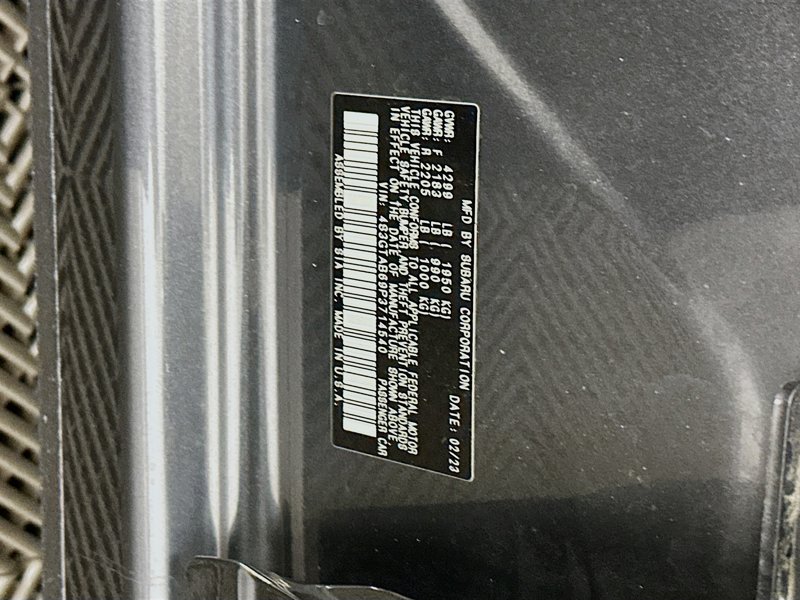 MFD BY SUBARU CORPORATION DATE: 02/23
GVWR: 4299 LB ( 1950 KG)
GAWR: F 2183 LB ( 990 KG)
GAWR: R 2205 LB ( 1000 KG)
THIS VEHICLE CONFORMS TO ALL APPLICABLE FEDERAL MOTOR
VEHICLE SAFETY, BUMPER AND THEFT PREVENTION STANDARDS
IN EFFECT ON THE DATE OF MANUFACTURE SHOWN ABOVE.
VIN: 4S3GTAB69P3714540 PASSENGER CAR
ASSEMBLED BY SIA INC. MADE IN U.S.A.